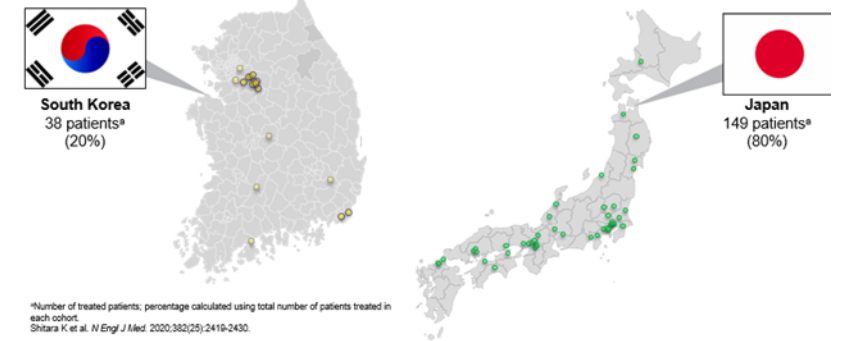 South Korea
38 patientsª
(20%)
Japan
149 patientsª
(80%)
ªNumber of treated patients; percentage calculated using total number of patients treated in
each cohort.
Shitara K et al. N Engl J Med. 2020;382(25):2419-2430.